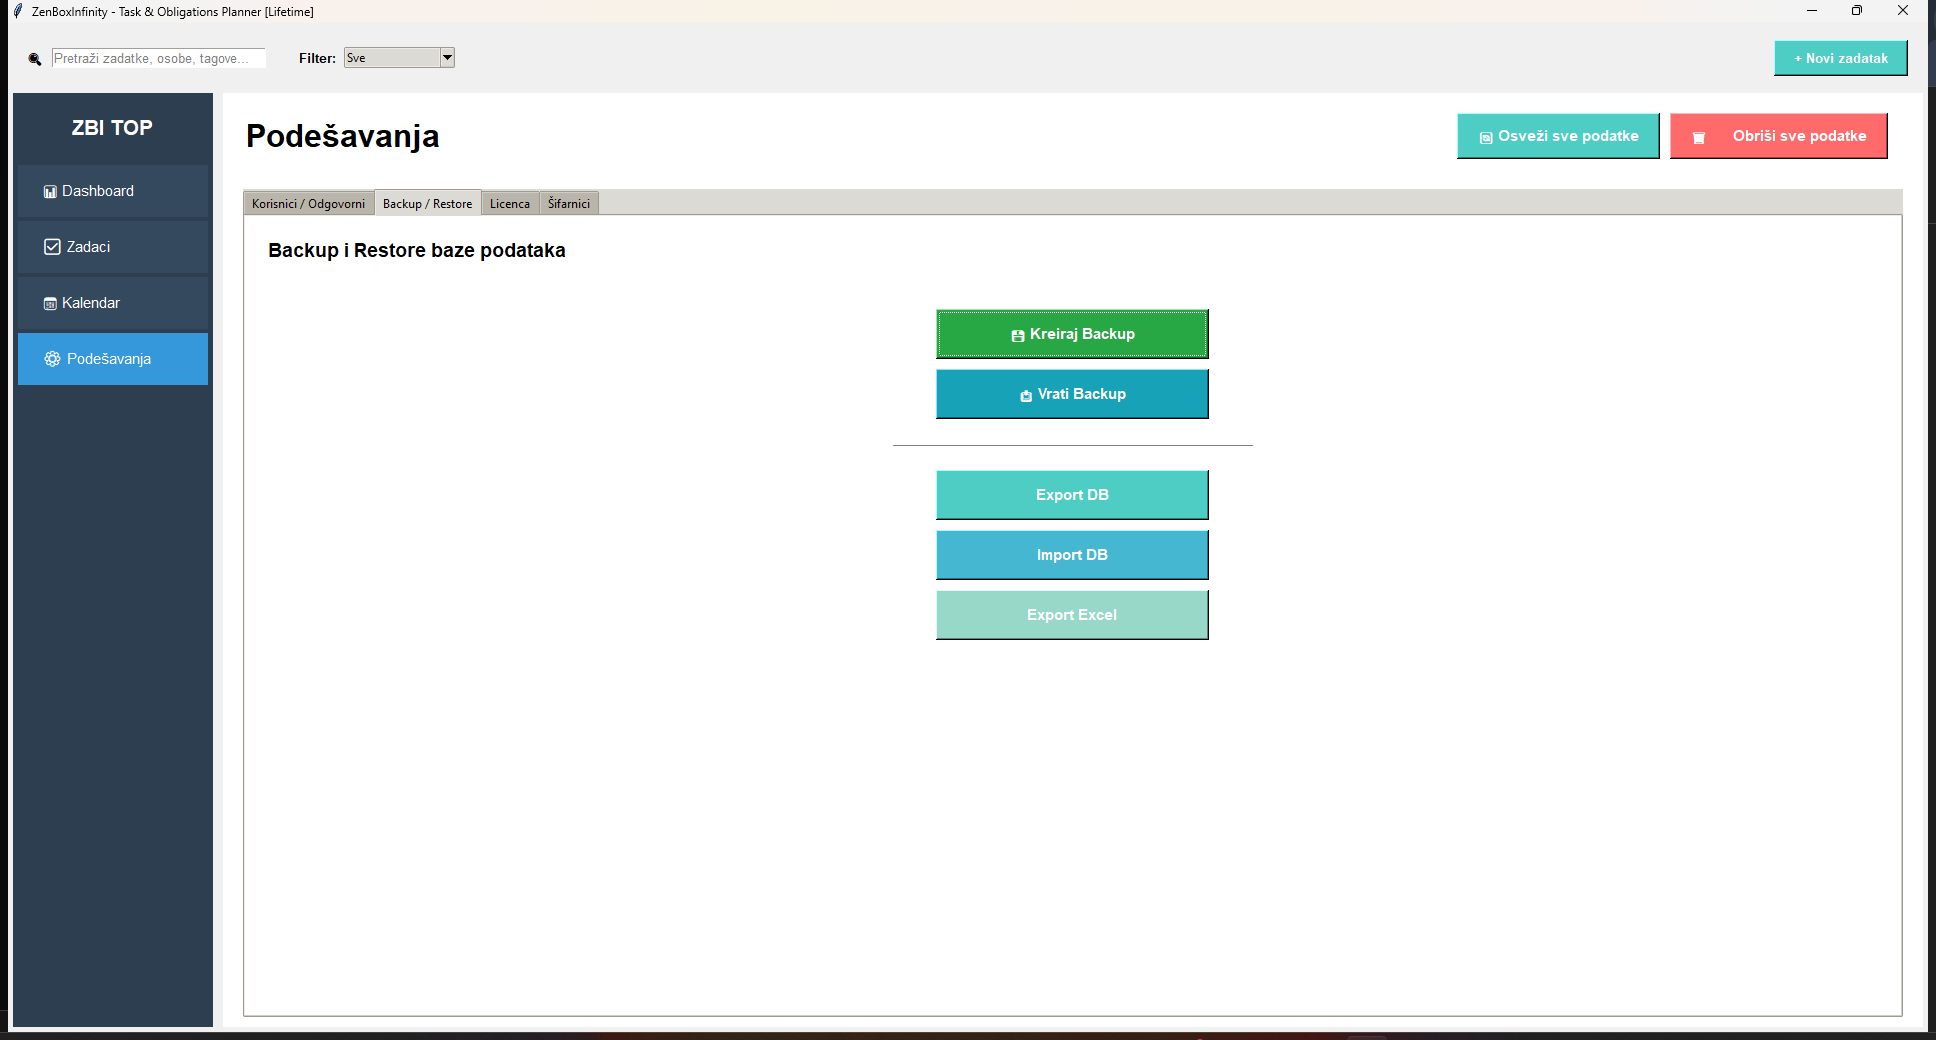 ZenBoxInfinity - Task & Obligations Planner [Lifetime]
Pretraži zadatke, osobe, tagove...
Filter:
Sve
+ Novi zadatak
ZBI TOP
Dashboard
Zadaci
Kalendar
Podešavanja
Podešavanja
Osveži sve podatke
Obriši sve podatke
Korisnici / Odgovorni
Backup / Restore
Licenca
Šifarnici
Backup i Restore baze podataka
Kreiraj Backup
Vrati Backup
Export DB
Import DB
Export Excel